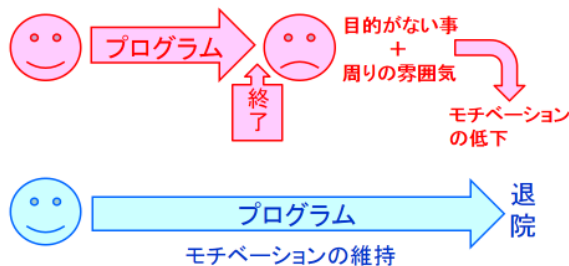 プログラム
終了
目的がない事
+
周りの雰囲気
モチベーション
の低下
プログラム
モチベーションの維持
退院